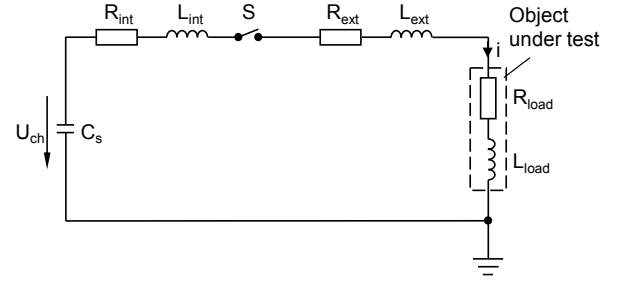 R_int
L_int
S
R_ext
L_ext
Object
under test
i
R_load
L_load
U_ch
C_s